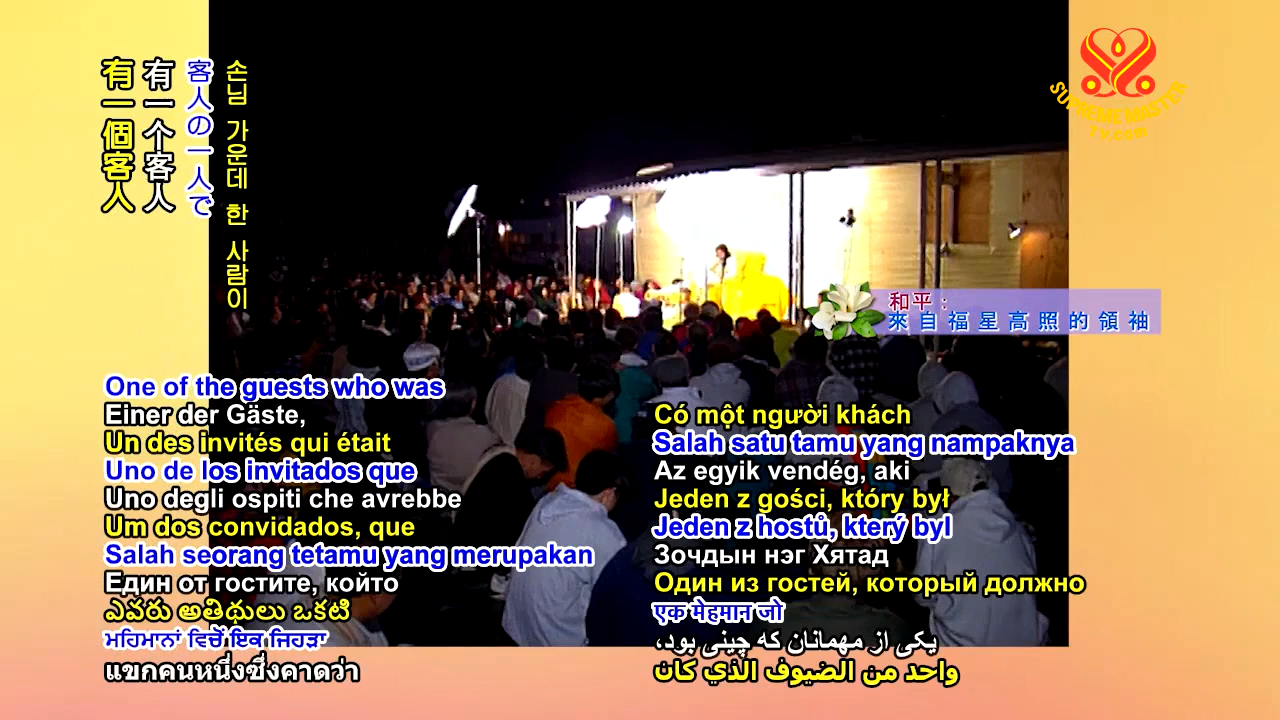 有一個客人
有一个客人
客人の一人で
손님 가운데 한 사람이
SUPREME MASTER
TV.com
和平：
來自福星高照的領袖
One of the guests who was
Einer der Gäste,
Un des invités qui était
Uno de los invitados que
Uno degli ospiti che avrebbe
Um dos convidados, que
Salah seorang tetamu yang merupakan
Един от гостите, който
ఎవరు అతిథులు ఒకటి
ਮਹਿਮਾਨਾਂ ਵਿਚੋਂ ਇਕ ਜਿਹੜਾ
แขกคนหนึ่งซึ่งคาดว่า
Có một người khách
Salah satu tamu yang nampaknya
Az egyik vendég, aki
Jeden z gości, który był
Jeden z hostů, který byl
Зочдын нэг Хятад
Один из гостей, который должно
एक मेहमान जो
یکی از مهمانان که چینی بود،
واحد من الضيوف الذي كان